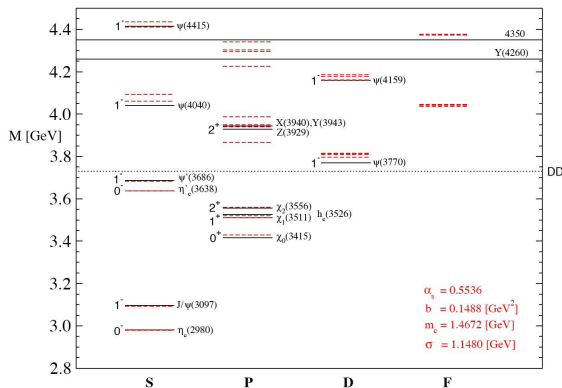 4.4
1⁻ ψ(4415)
4350
Y(4260)
4.2
1⁻ ψ(4159)
1⁻ ψ(4040)
4.0
M [GeV]
X(3940),Y(3943)
2⁺ Z(3929)
3.8
1⁻ ψ(3770)
DD
1⁻ ψ'(3686)
0⁻ η'c(3638)
3.6
2⁺ χ2(3556)
1⁺ χ1(3511) hc(3526)
0⁺ χ0(3415)
3.4
3.2
1⁻ J/ψ(3097)
3.0
0⁻ ηc(2980)
2.8
αs = 0.5536
b = 0.1488 [GeV²]
mc = 1.4672 [GeV]
σ = 1.1480 [GeV]
S P D F